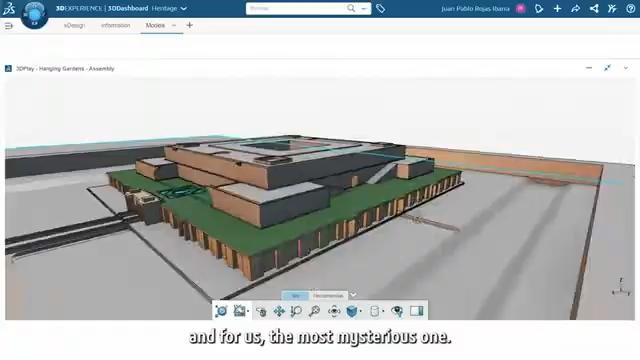 3DEXPERIENCE | 3DDashboard Heritage
Juan Pablo Rojas Ibarra
xDesign Information Models
3DPlay - Hanging Gardens - Assembly
Herramientas
and for us, the most mysterious one.